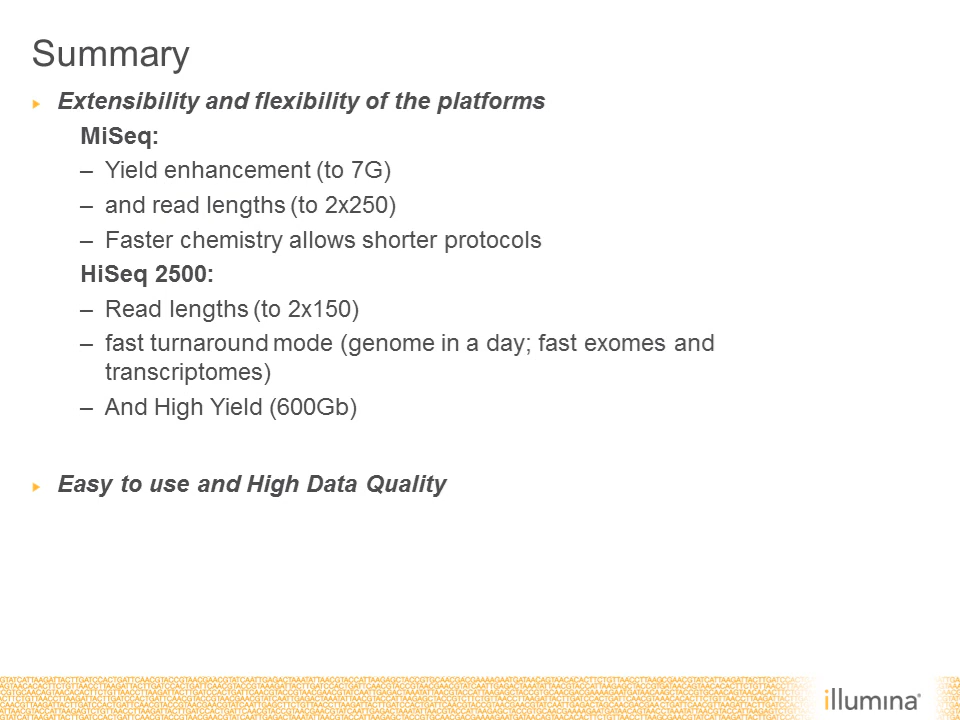 Summary
Extensibility and flexibility of the platforms
MiSeq:
– Yield enhancement (to 7G)
– and read lengths (to 2x250)
– Faster chemistry allows shorter protocols
HiSeq 2500:
– Read lengths (to 2x150)
– fast turnaround mode (genome in a day; fast exomes and
transcriptomes)
– And High Yield (600Gb)
Easy to use and High Data Quality
illumina®